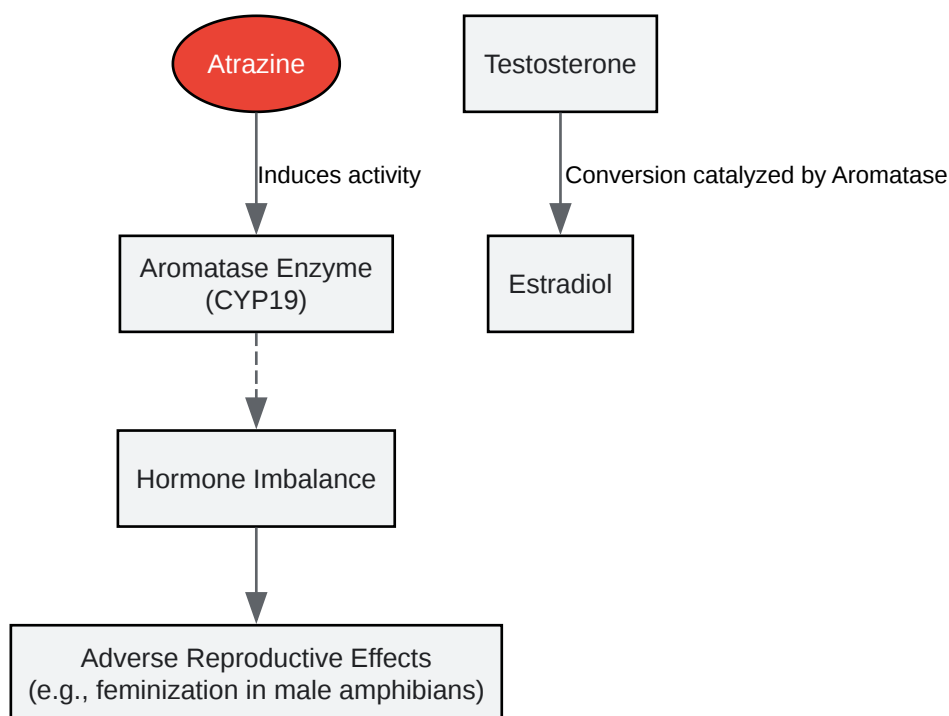 Atrazine
Testosterone
Induces activity
Conversion catalyzed by Aromatase
Aromatase Enzyme
(CYP19)
Estradiol
Hormone Imbalance
Adverse Reproductive Effects
(e.g., feminization in male amphibians)